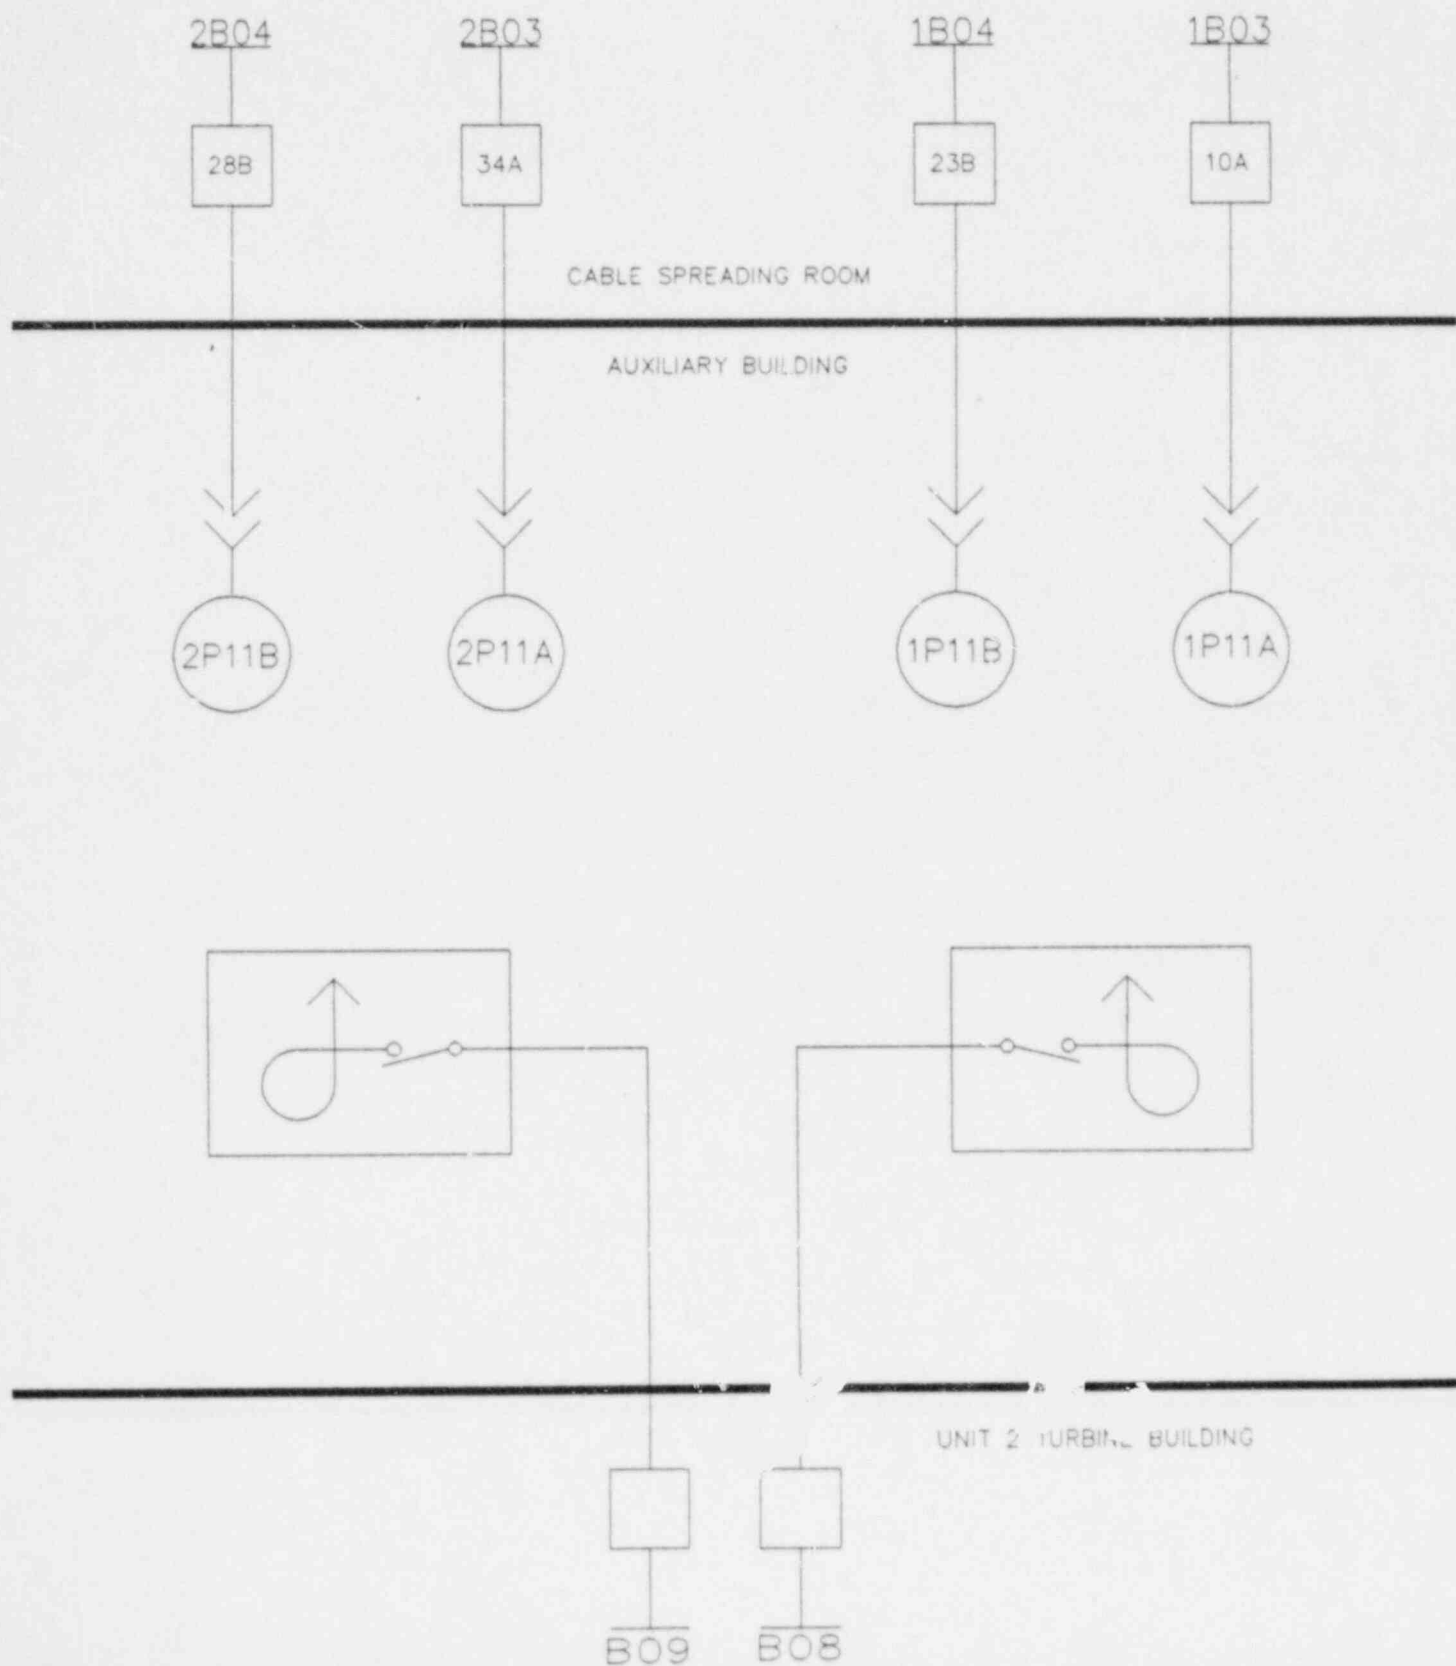 2B04 2B03 1B04 1B03
28B 34A 23B 10A
CABLE SPREADING ROOM
AUXILIARY BUILDING
2P11B 2P11A 1P11B 1P11A
UNIT 2 TURBINE BUILDING
B09 B08